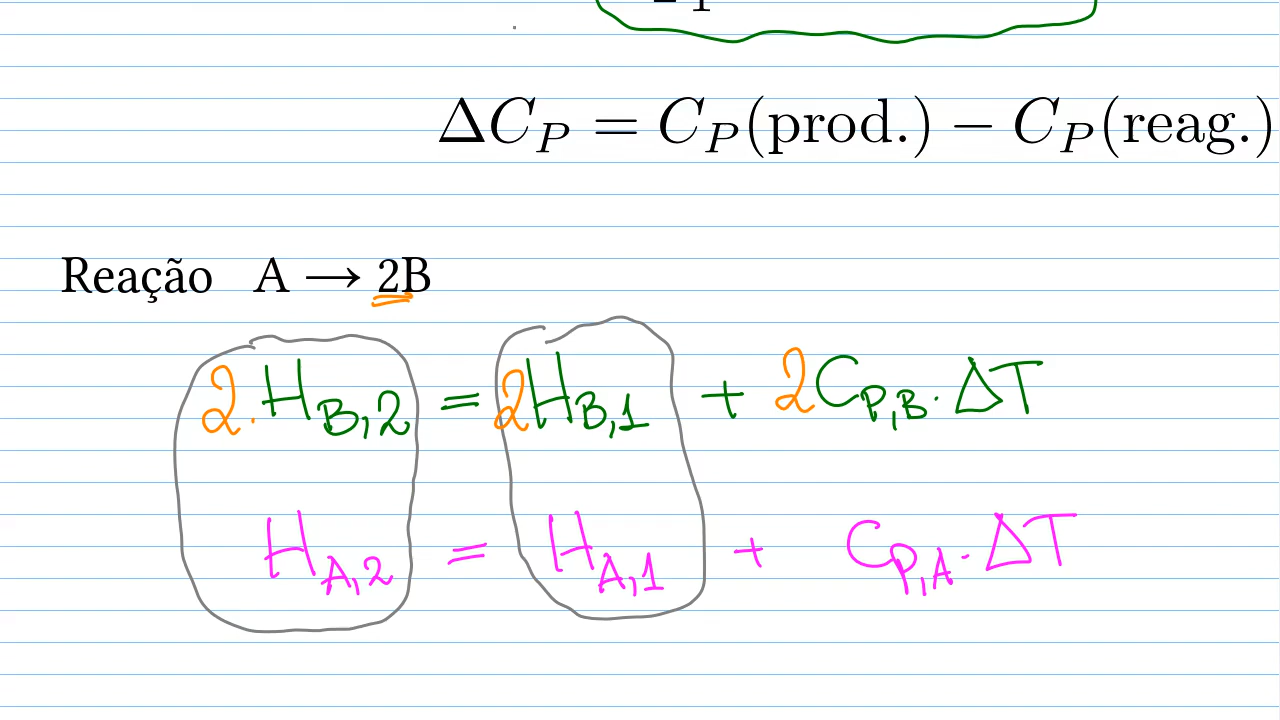 ΔC_P = C_P(prod.) − C_P(reag.)
Reação A → 2B
2. H_B,2 = 2H_B,1 + 2C_P,B · ΔT
H_A,2 = H_A,1 + C_P,A · ΔT